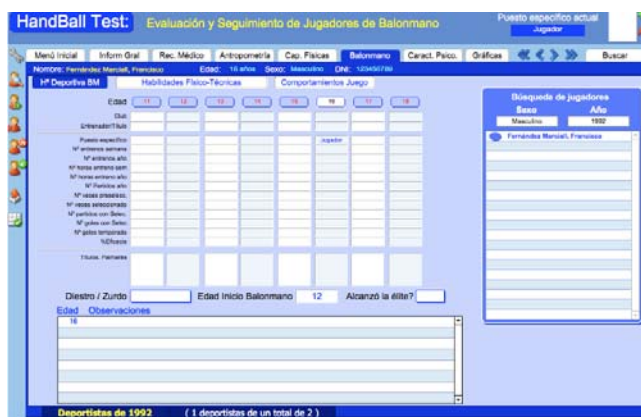 HandBall Test: Evaluación y Seguimiento de Jugadores de Balonmano
Puesto específico actual
Jugador
Menú Inicial Inform Gral Rec. Médico Antropometría Cap. Físicas Balonmano Caract. Psico. Gráficas Buscar
Nombre: Fernández Marcial, Francisco Edad: 16 años Sexo: Masculino DNI: 123456789
Hª Deportiva BM Habilidades Físico-Técnicas Comportamientos Juego
Búsqueda de jugadores
Sexo Año
Masculino 1992
Fernández Marcial, Francisco
Edad 11 12 13 14 15 16 17 18
Club
Entrenador/Título
Puesto específico Jugador
Nº entrenos semana
Nº entrenos año
Nº horas entreno sem
Nº horas entreno año
Nº Partidos año
Nº veces preselecc.
Nº veces seleccionado
Nº partidos con Selec.
Nº goles con Selec.
Nº goles temporada
%Eficacia
Títulos, Palmarés
Diestro / Zurdo Edad Inicio Balonmano 12 Alcanzó la élite?
Edad Observaciones
16
Deportistas de 1992 ( 1 deportistas de un total de 2 )